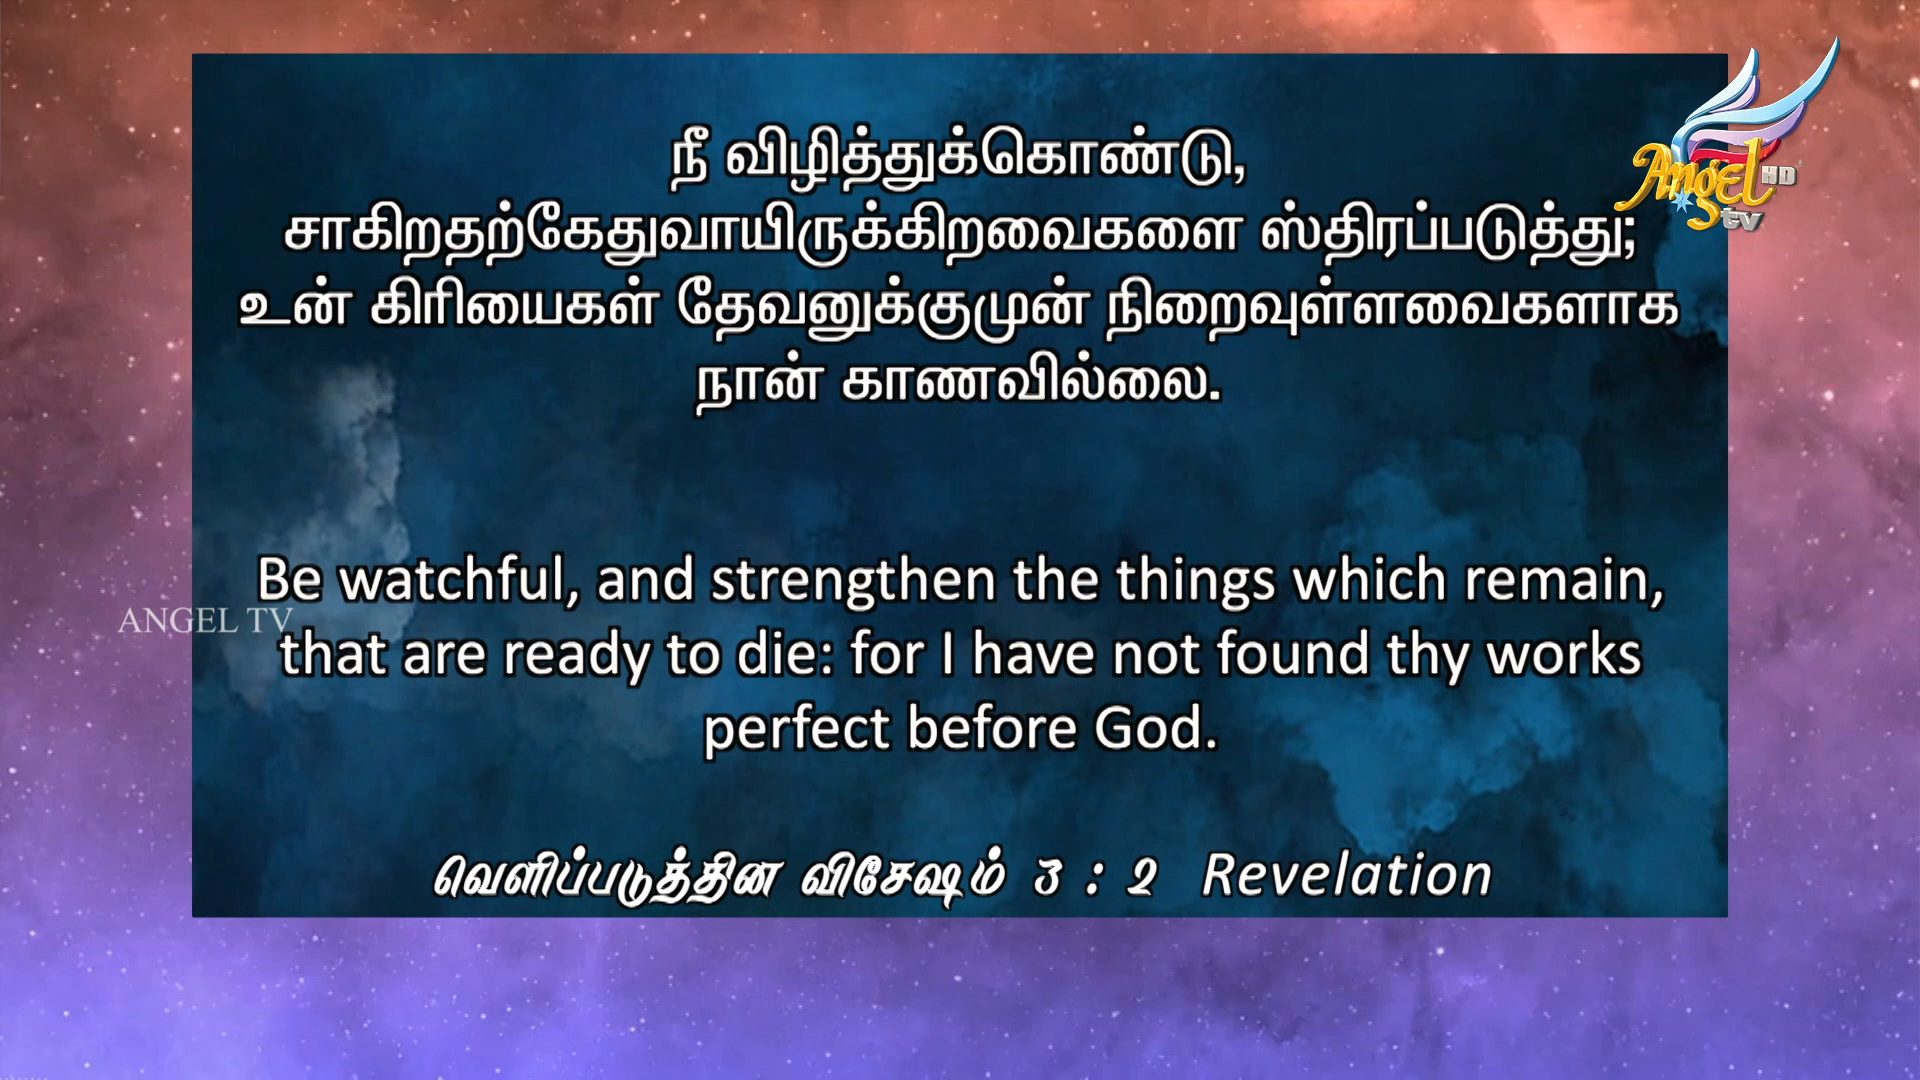 நீ விழித்துக்கொண்டு,
சாகிறதற்கேதுவாயிருக்கிறவைகளை ஸ்திரப்படுத்து;
உன் கிரியைகள் தேவனுக்குமுன் நிறைவுள்ளவைகளாக
நான் காணவில்லை.
Be watchful, and strengthen the things which remain,
that are ready to die: for I have not found thy works
perfect before God.
வெளிப்படுத்தின விசேஷம் 3 : 2 Revelation
Angel HD
tv
ANGEL TV